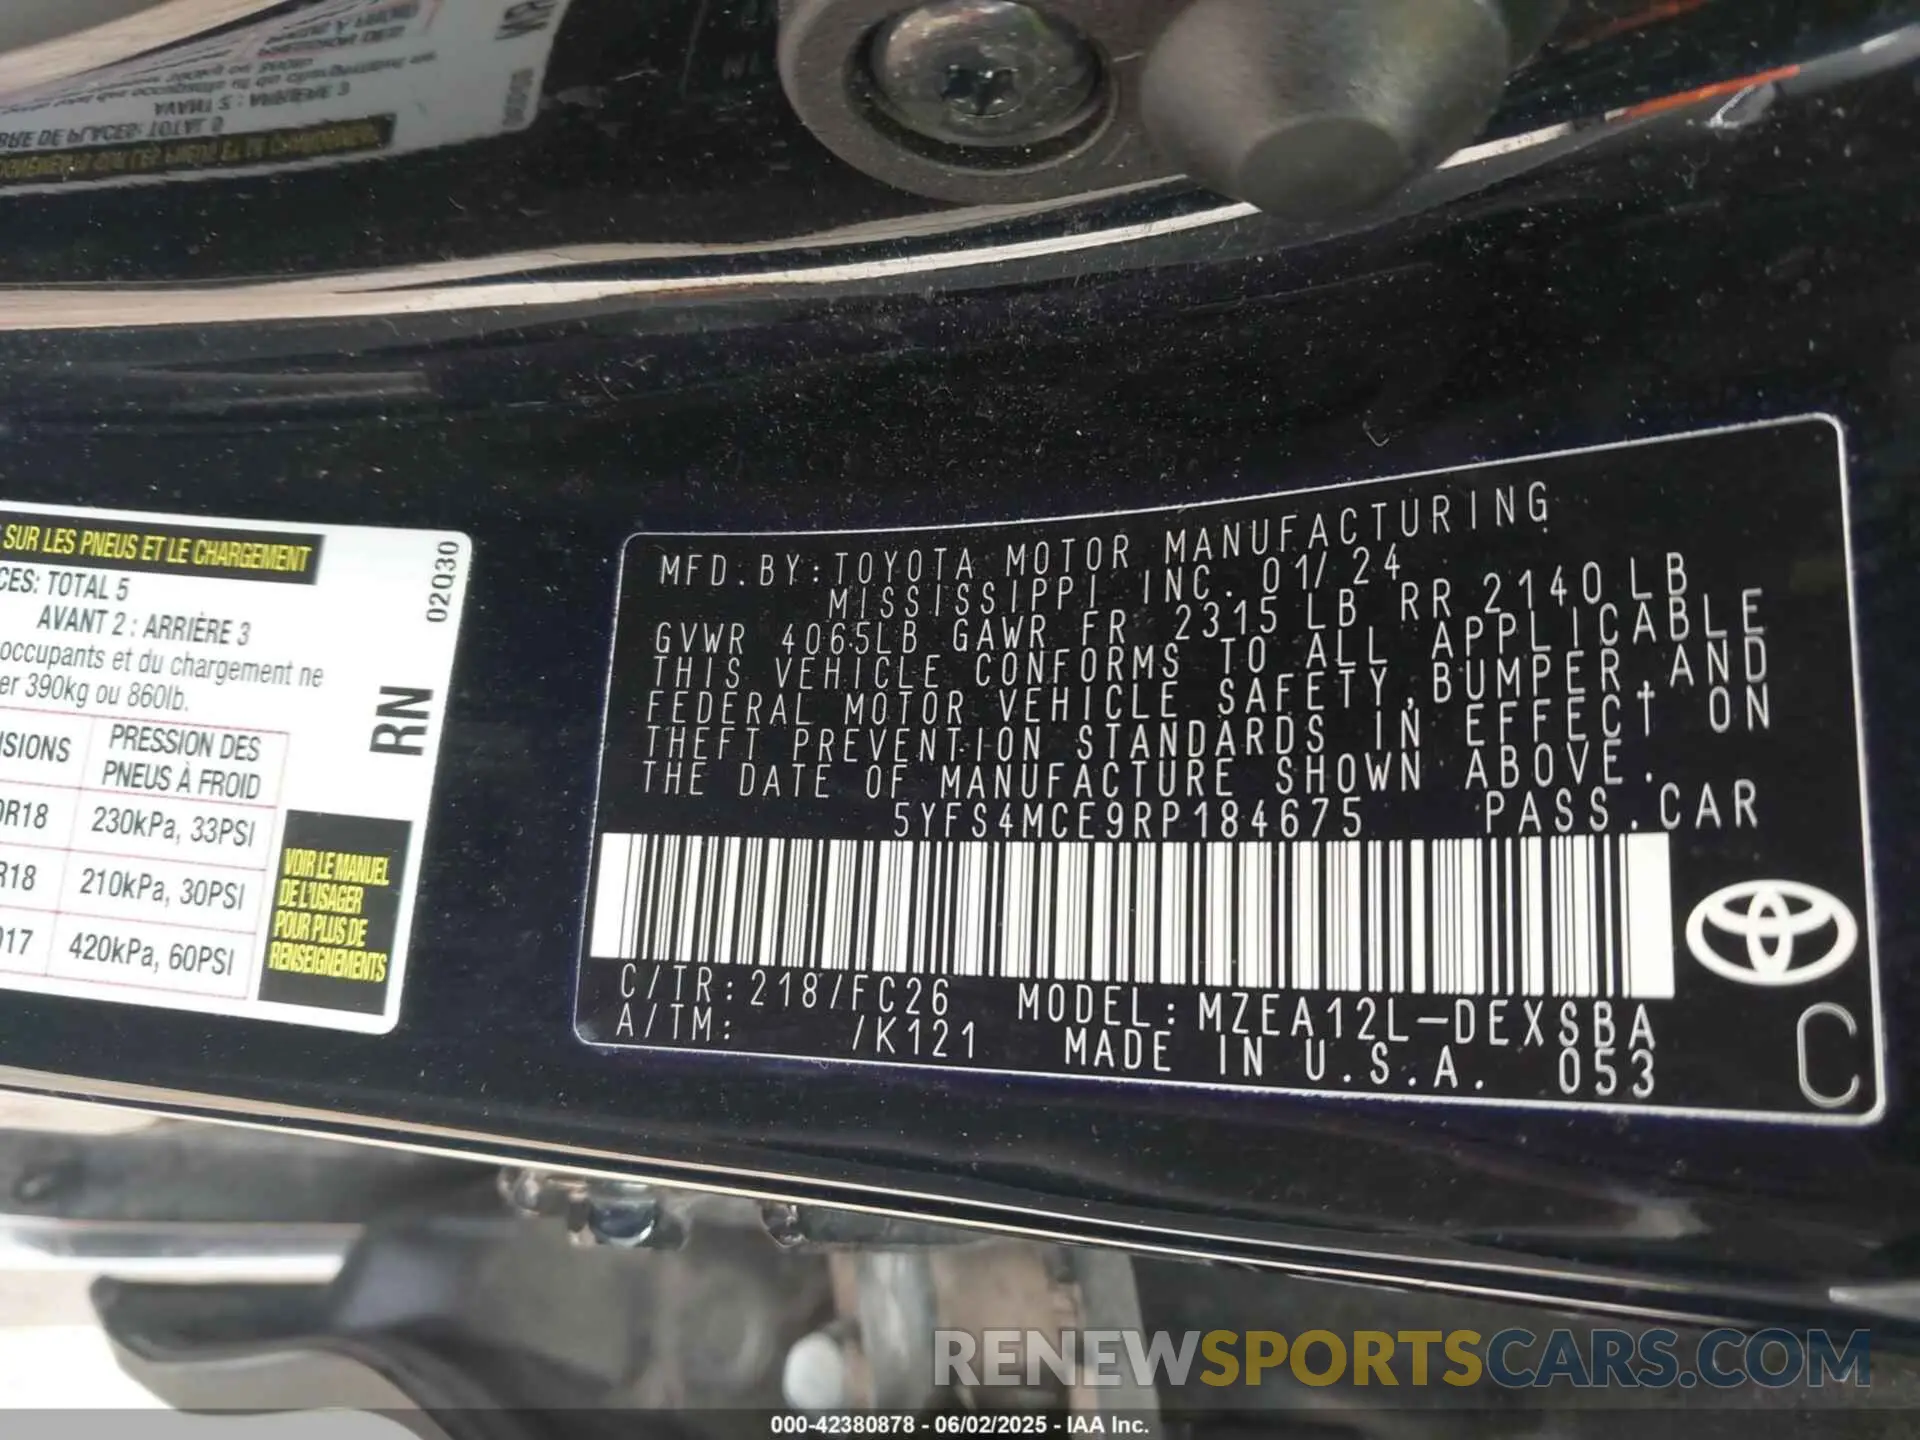 SUR LES PNEUS ET LE CHARGEMENT
CES: TOTAL 5
AVANT 2 : ARRIÈRE 3
occupants et du chargement ne
er 390kg ou 860lb.
ISIONS
PRESSION DES
PNEUS À FROID
0R18
230kPa, 33PSI
R18
210kPa, 30PSI
017
420kPa, 60PSI
VOIR LE MANUEL
DE L'USAGER
POUR PLUS DE
RENSEIGNEMENTS
02Q30
RN
MFD.BY:TOYOTA MOTOR MANUFACTURING
MISSISSIPPI INC. 01/24
GVWR 4065LB GAWR FR 2315 LB RR 2140 LB
THIS VEHICLE CONFORMS TO ALL APPLICABLE
FEDERAL MOTOR VEHICLE SAFETY,BUMPER,AND
THEFT PREVENTION STANDARDS IN EFFECT ON
THE DATE OF MANUFACTURE SHOWN ABOVE.
5YFS4MCE9RP184675 PASS.CAR
C/TR:218/FC26 MODEL:MZEA12L-DEXSBA
A/TM: /K121 MADE IN U.S.A. 053
C
RENEWSPORTSCARS.COM
000-42380878 - 06/02/2025 - IAA Inc.